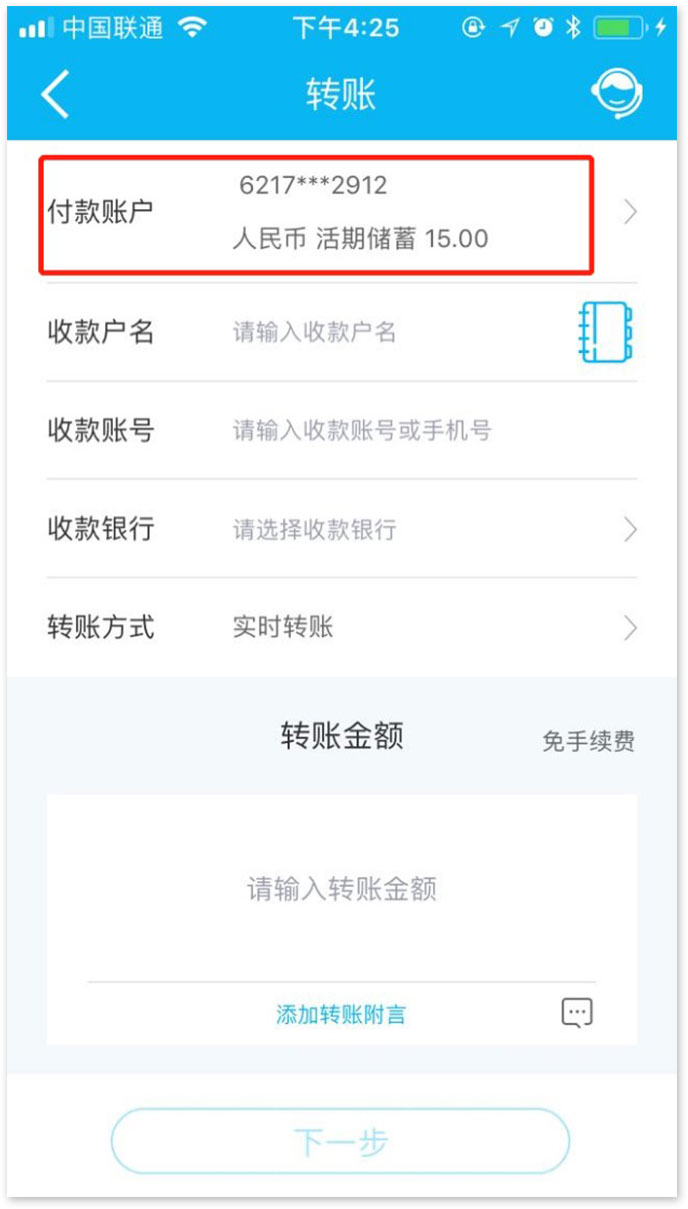 中国联通 下午4:25
转账
付款账户 6217***2912
人民币 活期储蓄 15.00
收款户名 请输入收款户名
收款账号 请输入收款账号或手机号
收款银行 请选择收款银行
转账方式 实时转账
转账金额 免手续费
请输入转账金额
添加转账附言
下一步